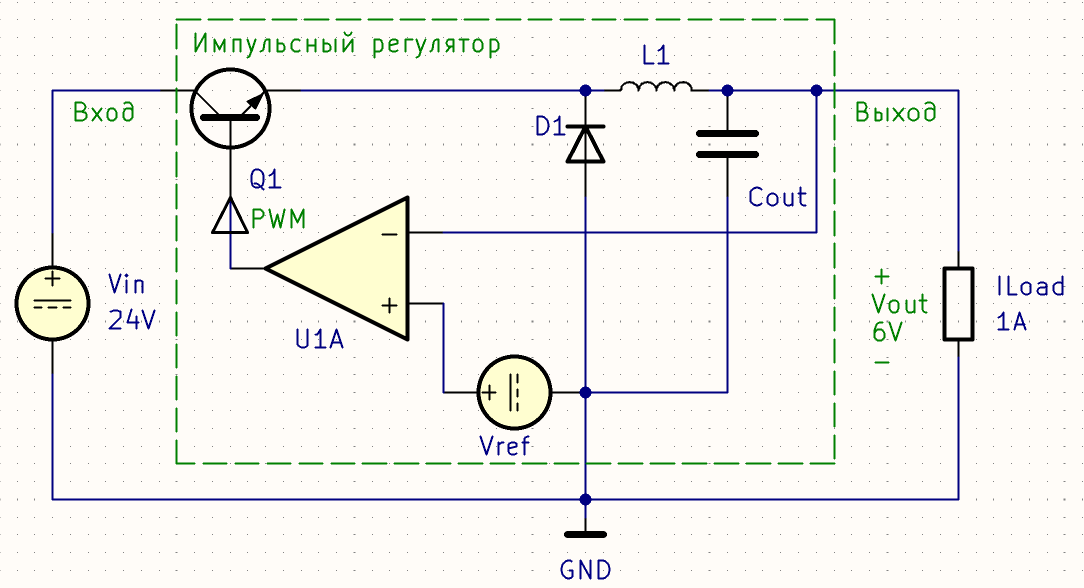 Импульсный регулятор
L1
Вход
D1
Выход
Q1
Cout
PWM
−
+
Vin
24V
+
U1A
+
Vout
6V
−
ILoad
1A
+
Vref
GND